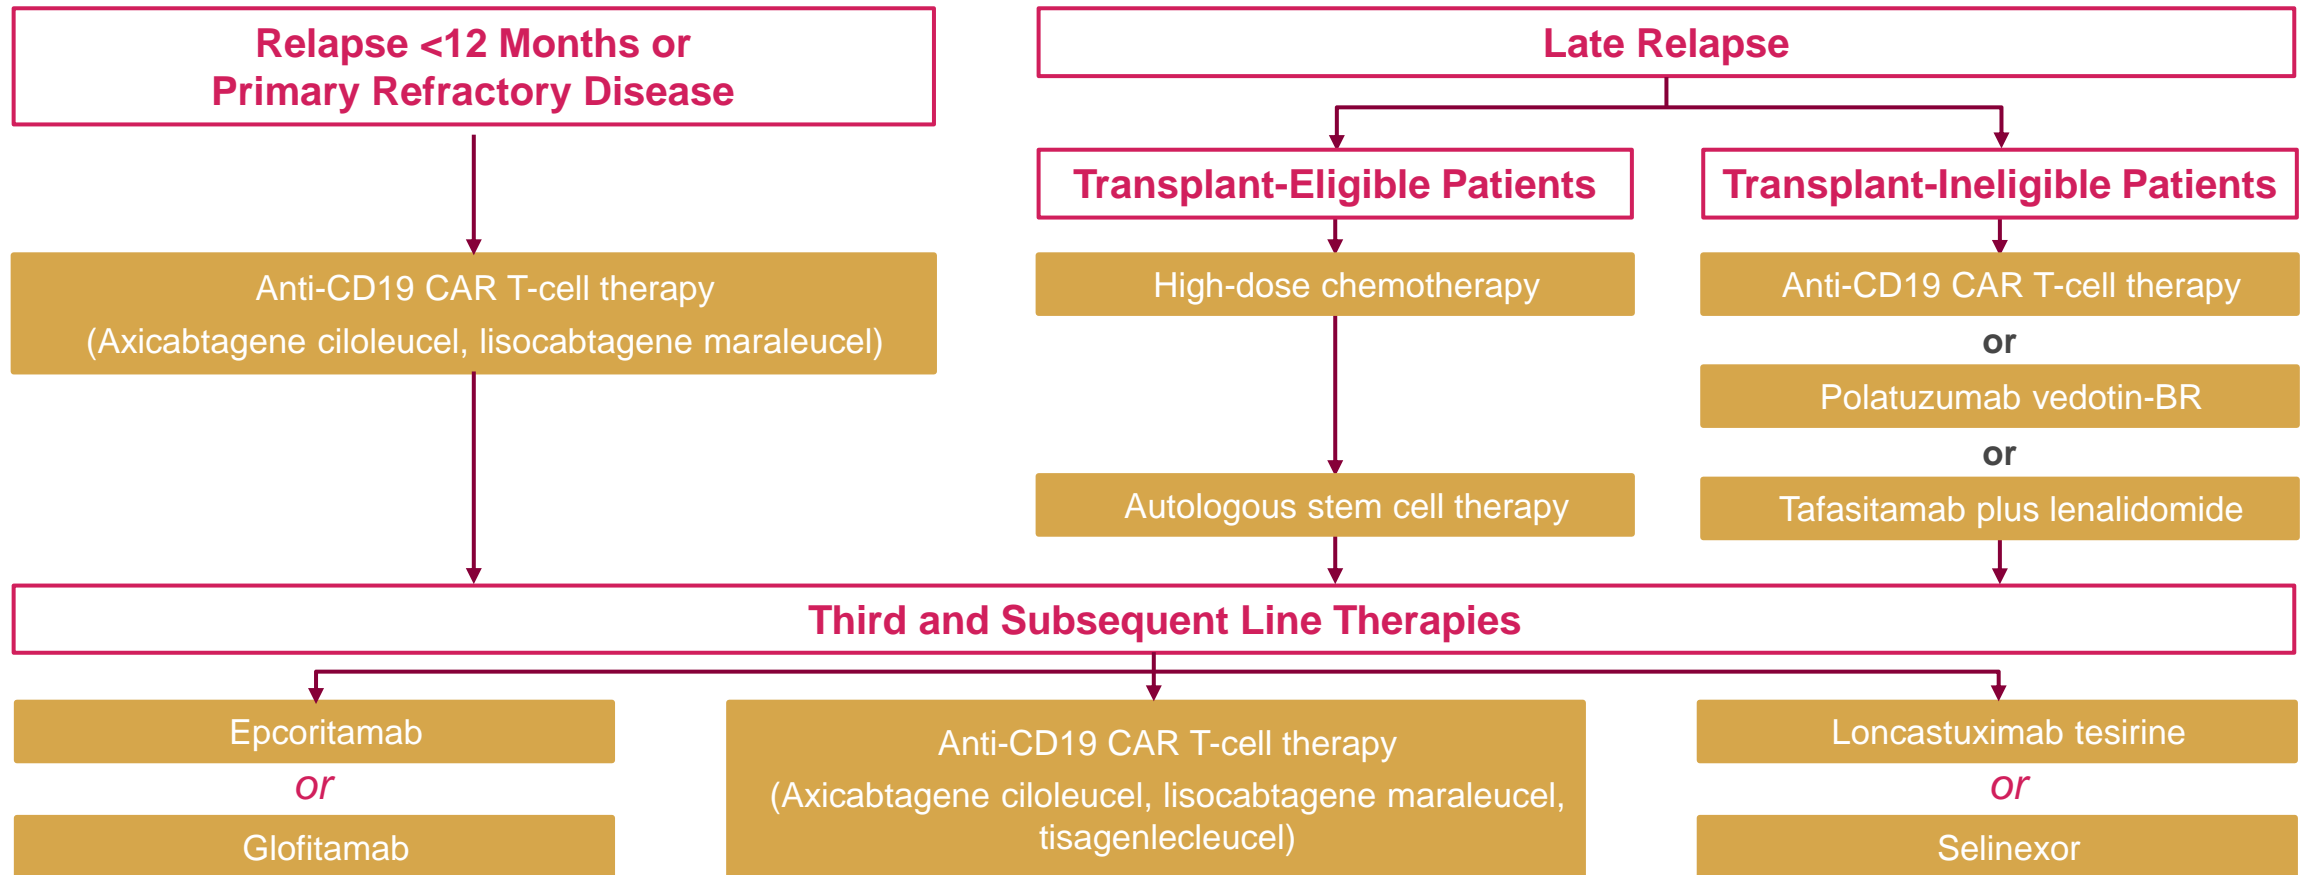 Relapse <12 Months or
Primary Refractory Disease
Late Relapse
Transplant-Eligible Patients
Transplant-Ineligible Patients
Anti-CD19 CAR T-cell therapy
(Axicabtagene ciloleucel, lisocabtagene maraleucel)
High-dose chemotherapy
Autologous stem cell therapy
Anti-CD19 CAR T-cell therapy
or
Polatuzumab vedotin-BR
or
Tafasitamab plus lenalidomide
Third and Subsequent Line Therapies
Epcoritamab
or
Glofitamab
Anti-CD19 CAR T-cell therapy
(Axicabtagene ciloleucel, lisocabtagene maraleucel,
tisagenlecleucel)
Loncastuximab tesirine
or
Selinexor